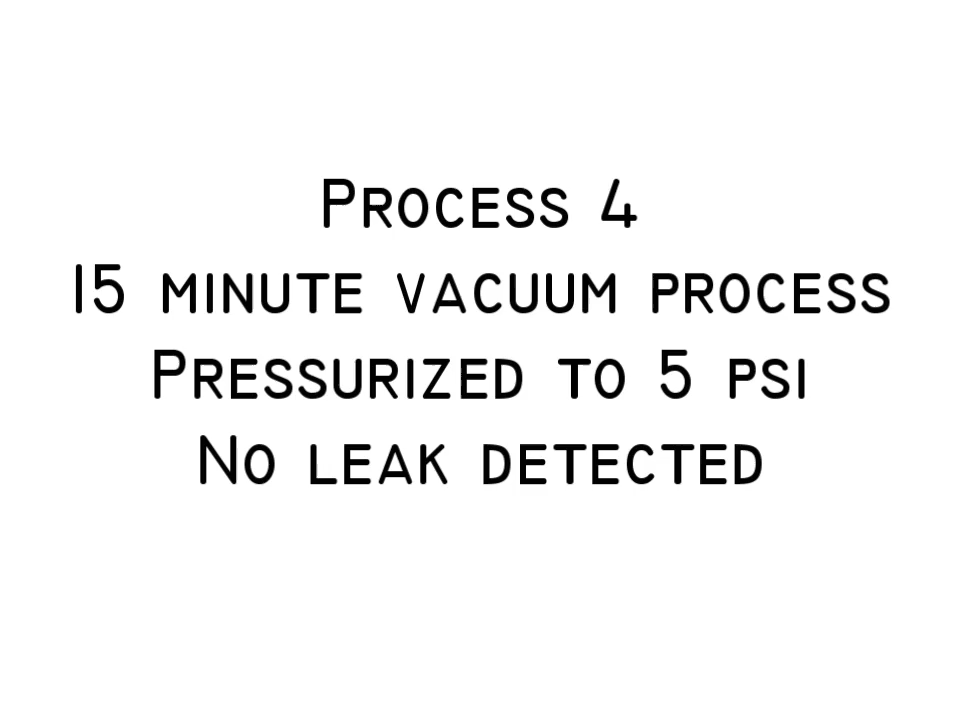 Process 4
15 minute vacuum process
Pressurized to 5 psi
No leak detected